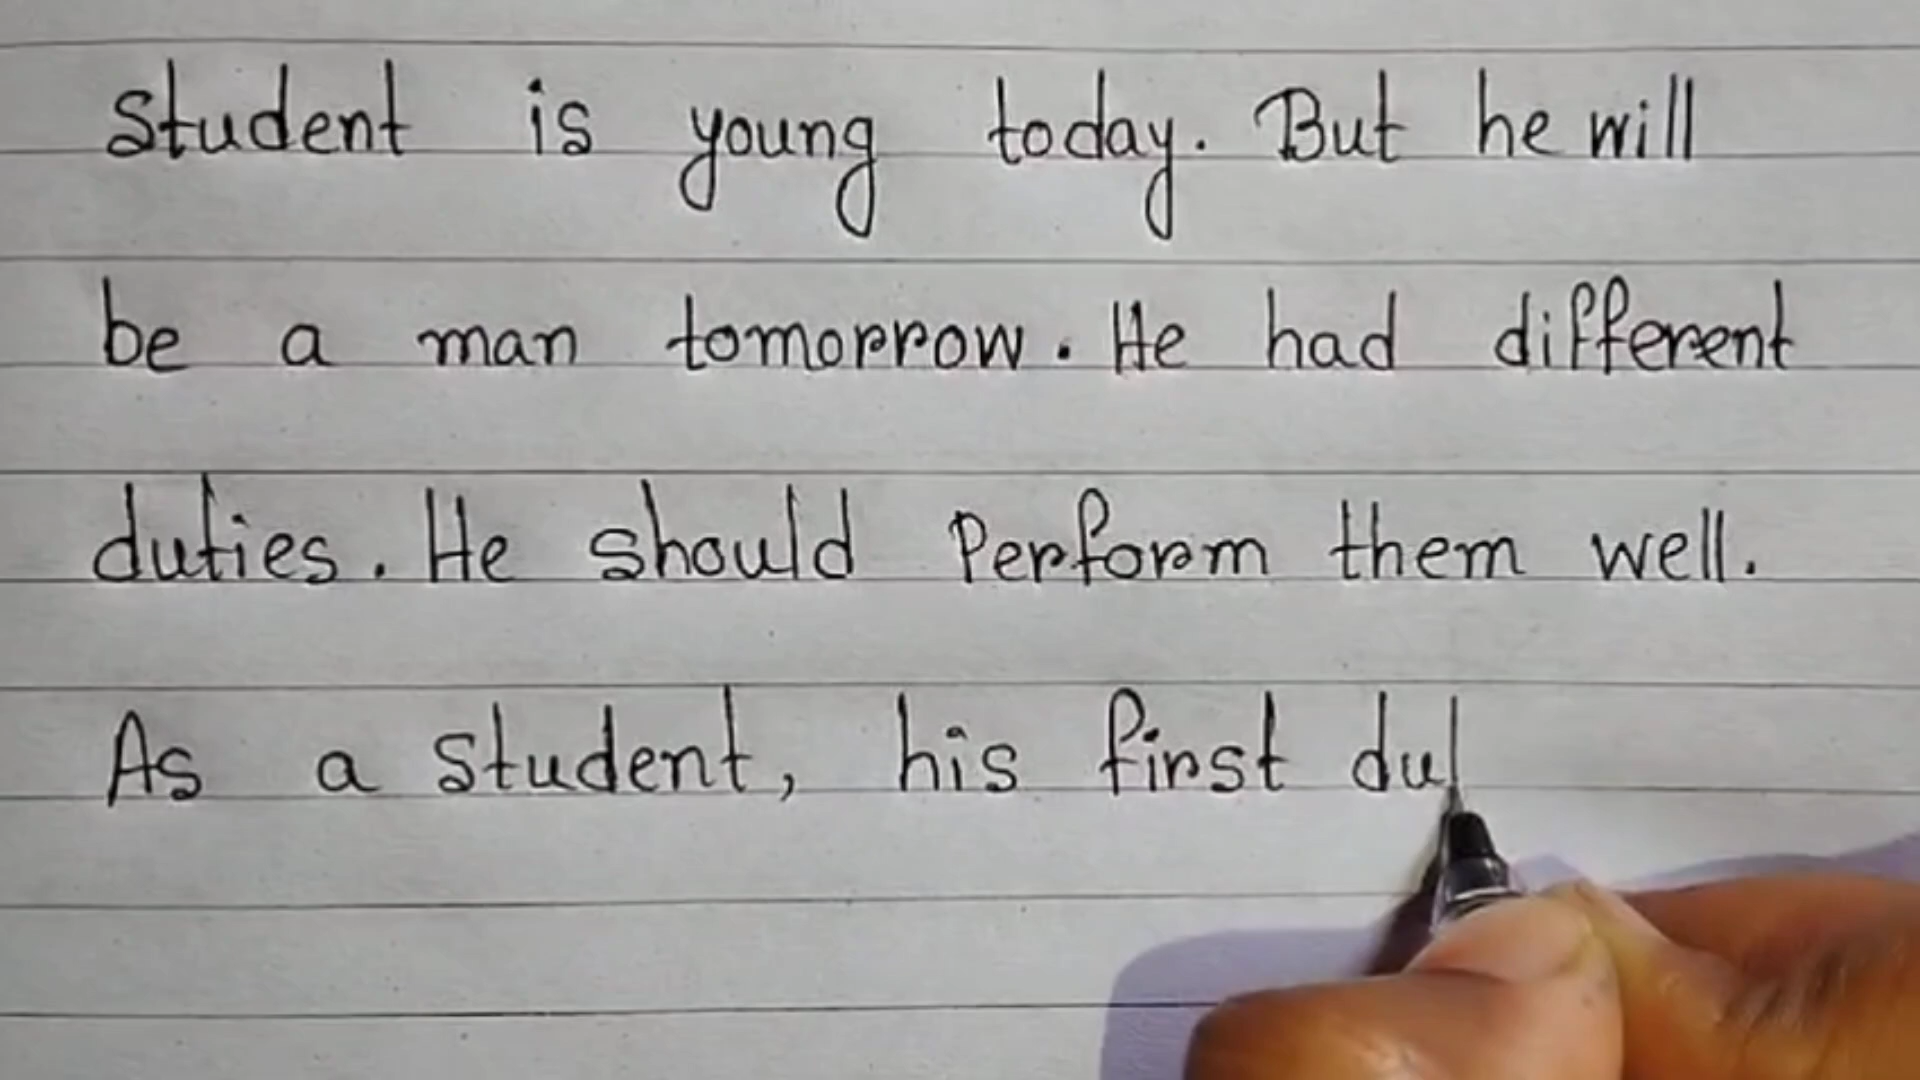 student is young today. But he will
be a man tomorrow. He had different
duties. He should Perform them well.
As a student, his first